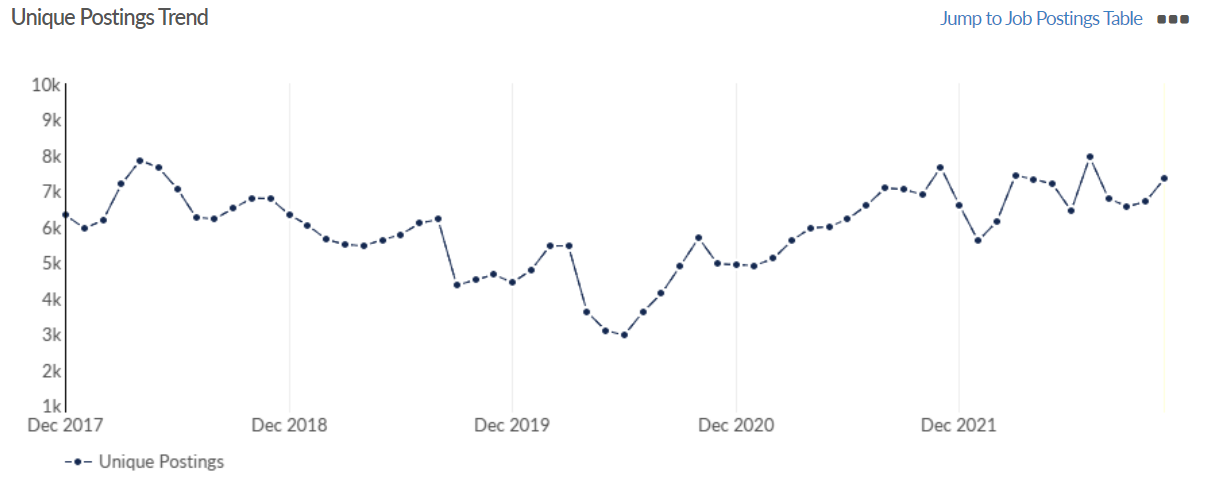 Unique Postings Trend
Jump to Job Postings Table
10k
9k
8k
7k
6k
5k
4k
3k
2k
1k
Dec 2017 Dec 2018 Dec 2019 Dec 2020 Dec 2021
Unique Postings